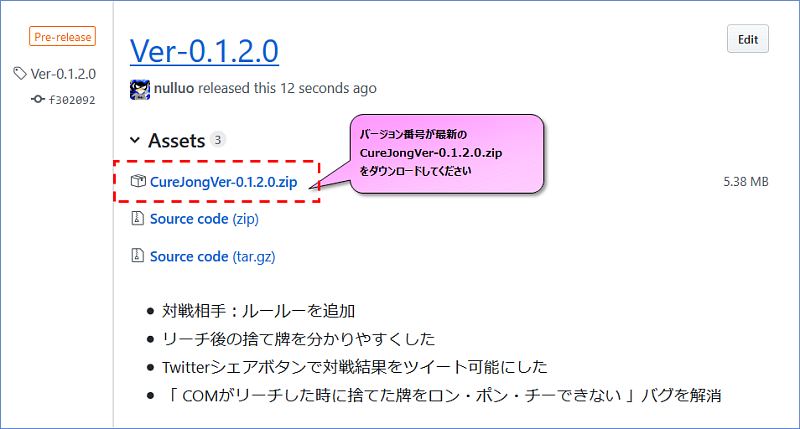 Pre-release
Ver-0.1.2.0
f302092
Ver-0.1.2.0
Edit
nulluo released this 12 seconds ago
Assets 3
CureJongVer-0.1.2.0.zip
5.38 MB
バージョン番号が最新の
CureJongVer-0.1.2.0.zip
をダウンロードしてください
Source code (zip)
Source code (tar.gz)
• 対戦相手：ルールーを追加
• リーチ後の捨て牌を分かりやすくした
• Twitterシェアボタンで対戦結果をツイート可能にした
• 「 COMがリーチした時に捨てた牌をロン・ポン・チーできない 」バグを解消